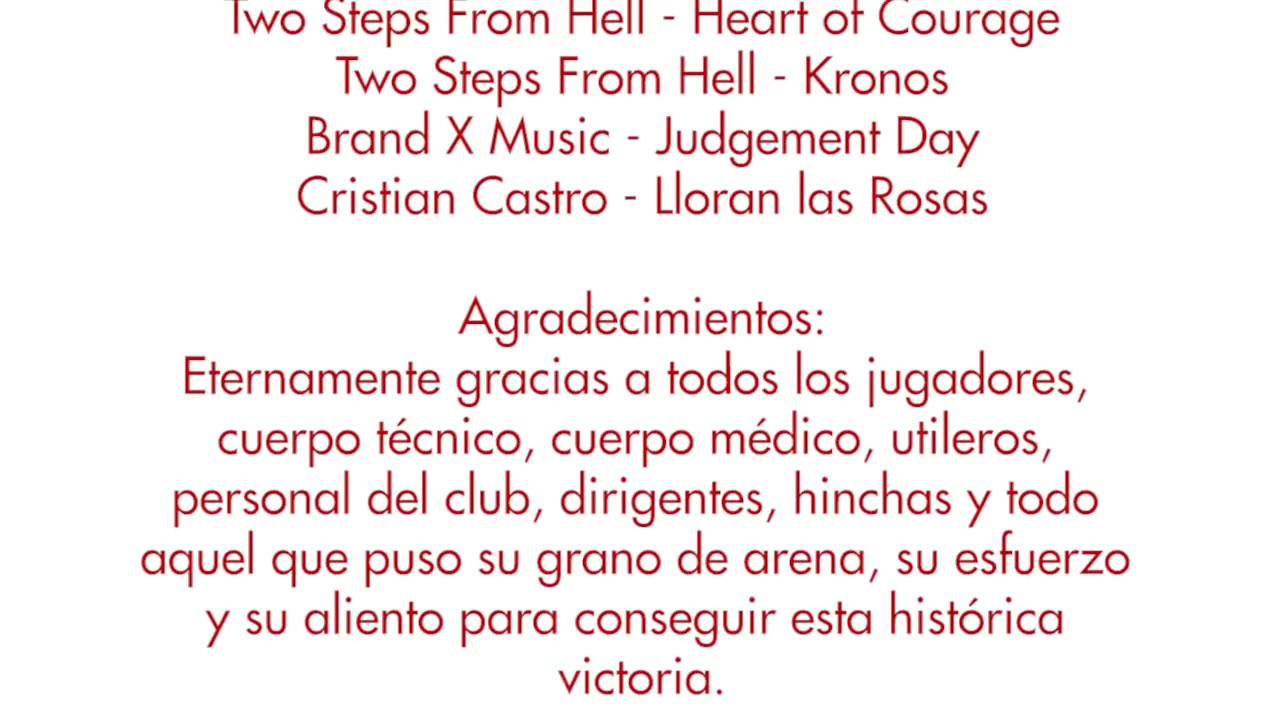 Two Steps From Hell - Heart of Courage
Two Steps From Hell - Kronos
Brand X Music - Judgement Day
Cristian Castro - Lloran las Rosas
Agradecimientos:
Eternamente gracias a todos los jugadores,
cuerpo técnico, cuerpo médico, utileros,
personal del club, dirigentes, hinchas y todo
aquel que puso su grano de arena, su esfuerzo
y su aliento para conseguir esta histórica
victoria.